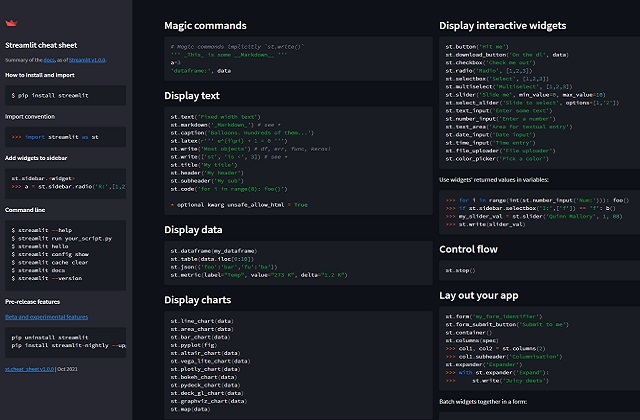 Streamlit cheat sheet
Summary of the docs, as of Streamlit v1.0.0.
How to install and import
$ pip install streamlit
Import convention
>>> import streamlit as st
Add widgets to sidebar
st.sidebar.<widget>
>>> a = st.sidebar.radio('R:',[1,2
Command line
$ streamlit --help
$ streamlit run your_script.py
$ streamlit hello
$ streamlit config show
$ streamlit cache clear
$ streamlit docs
$ streamlit --version
Pre-release features
Beta and experimental features
pip uninstall streamlit
pip install streamlit-nightly --upg
st.cheat_sheet v1.0.0 | Oct 2021
Magic commands
# Magic commands implicitly `st.write()`
''' _This_ is some __Markdown__ '''
a=3
'dataframe:', data
Display text
st.text('Fixed width text')
st.markdown('_Markdown_') # see *
st.caption('Balloons. Hundreds of them...')
st.latex(r''' e^{i\pi} + 1 = 0 ''')
st.write('Most objects') # df, err, func, keras!
st.write(['st', 'is <', 3]) # see *
st.title('My title')
st.header('My header')
st.subheader('My sub')
st.code('for i in range(8): foo()')
* optional kwarg unsafe_allow_html = True
Display data
st.dataframe(my_dataframe)
st.table(data.iloc[0:10])
st.json({'foo':'bar','fu':'ba'})
st.metric(label="Temp", value="273 K", delta="1.2 K")
Display charts
st.line_chart(data)
st.area_chart(data)
st.bar_chart(data)
st.pyplot(fig)
st.altair_chart(data)
st.vega_lite_chart(data)
st.plotly_chart(data)
st.bokeh_chart(data)
st.pydeck_chart(data)
st.deck_gl_chart(data)
st.graphviz_chart(data)
st.map(data)
Display interactive widgets
st.button('Hit me')
st.download_button('On the dl', data)
st.checkbox('Check me out')
st.radio('Radio', [1,2,3])
st.selectbox('Select', [1,2,3])
st.multiselect('Multiselect', [1,2,3])
st.slider('Slide me', min_value=0, max_value=10)
st.select_slider('Slide to select', options=[1,'2'])
st.text_input('Enter some text')
st.number_input('Enter a number')
st.text_area('Area for textual entry')
st.date_input('Date input')
st.time_input('Time entry')
st.file_uploader('File uploader')
st.color_picker('Pick a color')
Use widgets' returned values in variables:
>>> for i in range(int(st.number_input('Num:'))): foo()
>>> if st.sidebar.selectbox('I:',['f']) == 'f': b()
>>> my_slider_val = st.slider('Quinn Mallory', 1, 88)
>>> st.write(slider_val)
Control flow
st.stop()
Lay out your app
st.form('my_form_identifier')
st.form_submit_button('Submit to me')
st.container()
st.columns(spec)
>>> col1, col2 = st.columns(2)
>>> col1.subheader('Columnisation')
st.expander('Expander')
>>> with st.expander('Expand'):
>>>     st.write('Juicy deets')
Batch widgets together in a form: